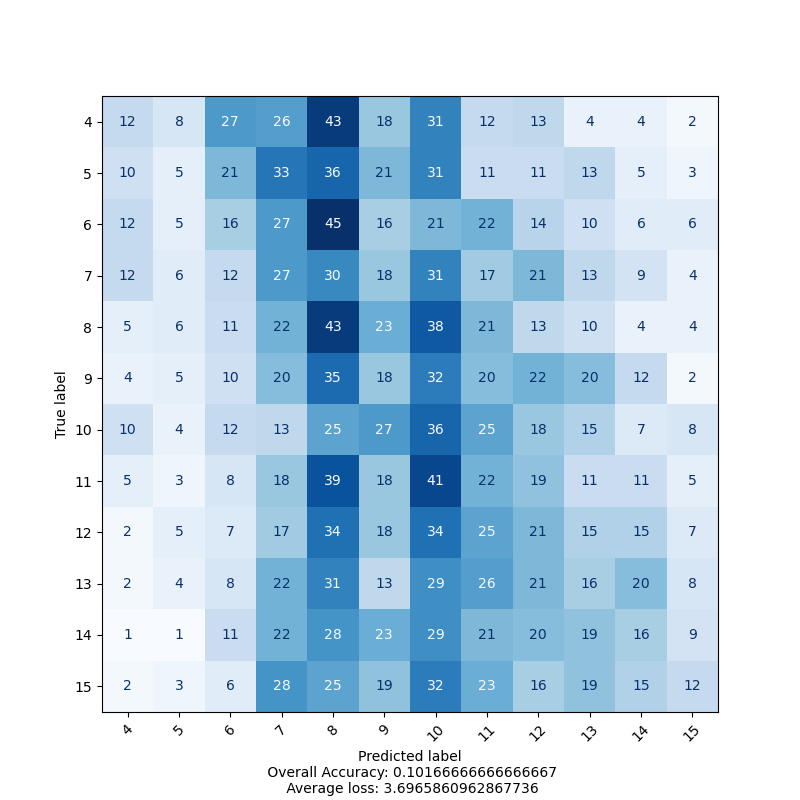 4 12 8 27 26 43 18 31 12 13 4 4 2
5 10 5 21 33 36 21 31 11 11 13 5 3
6 12 5 16 27 45 16 21 22 14 10 6 6
7 12 6 12 27 30 18 31 17 21 13 9 4
8 5 6 11 22 43 23 38 21 13 10 4 4
9 4 5 10 20 35 18 32 20 22 20 12 2
10 10 4 12 13 25 27 36 25 18 15 7 8
11 5 3 8 18 39 18 41 22 19 11 11 5
12 2 5 7 17 34 18 34 25 21 15 15 7
13 2 4 8 22 31 13 29 26 21 16 20 8
14 1 1 11 22 28 23 29 21 20 19 16 9
15 2 3 6 28 25 19 32 23 16 19 15 12
True label
4 5 6 7 8 9 10 11 12 13 14 15
Predicted label
Overall Accuracy: 0.10166666666666667
Average loss: 3.6965860962867736